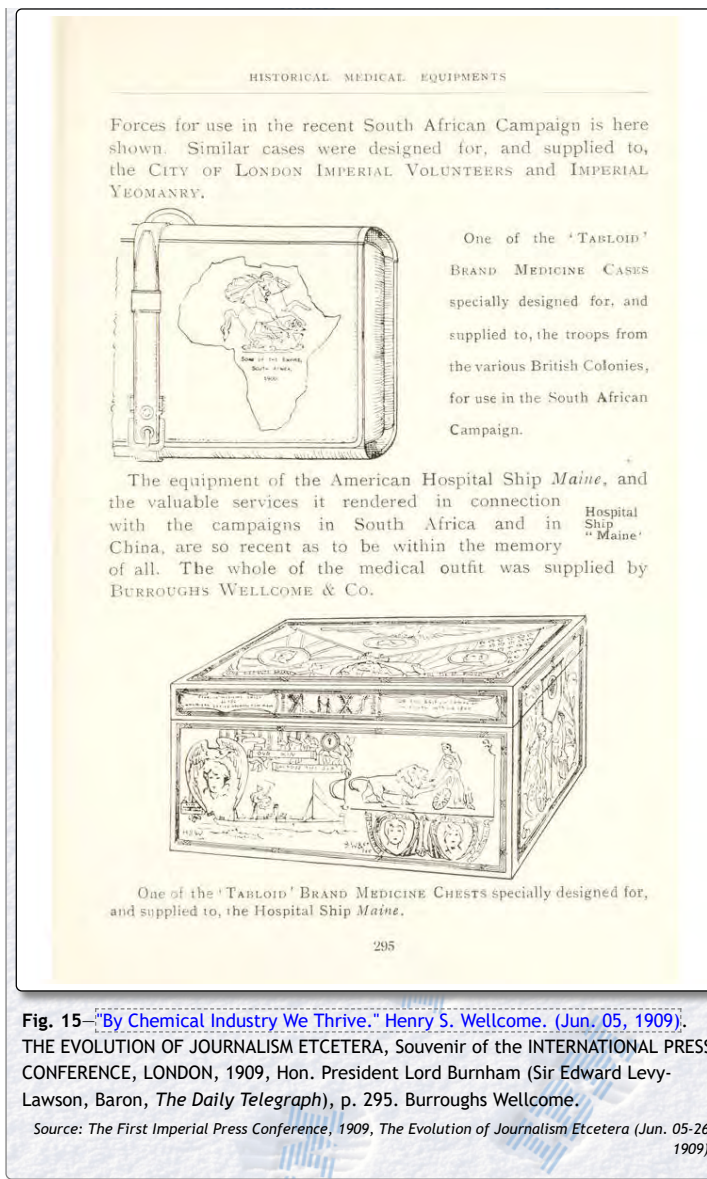 HISTORICAL MEDICAL EQUIPMENTS
Forces for use in the recent South African Campaign is here
shown. Similar cases were designed for, and supplied to,
the CITY OF LONDON IMPERIAL VOLUNTEERS and IMPERIAL
YEOMANRY.
SONS OF THE EMPIRE,
SOUTH AFRICA,
1900
One of the 'TABLOID'
BRAND MEDICINE CASES
specially designed for, and
supplied to, the troops from
the various British Colonies,
for use in the South African
Campaign.
The equipment of the American Hospital Ship Maine, and
the valuable services it rendered in connection
with the campaigns in South Africa and in
China, are so recent as to be within the memory
of all. The whole of the medical outfit was supplied by
BURROUGHS WELLCOME & CO.
Hospital
Ship
"Maine'
One of the 'TABLOID' BRAND MEDICINE CHESTS specially designed for,
and supplied to, the Hospital Ship Maine.
295
Fig. 15—"By Chemical Industry We Thrive." Henry S. Wellcome. (Jun. 05, 1909).
THE EVOLUTION OF JOURNALISM ETCETERA, Souvenir of the INTERNATIONAL PRESS
CONFERENCE, LONDON, 1909, Hon. President Lord Burnham (Sir Edward Levy-
Lawson, Baron, The Daily Telegraph), p. 295. Burroughs Wellcome.
Source: The First Imperial Press Conference, 1909, The Evolution of Journalism Etcetera (Jun. 05-26
1909)